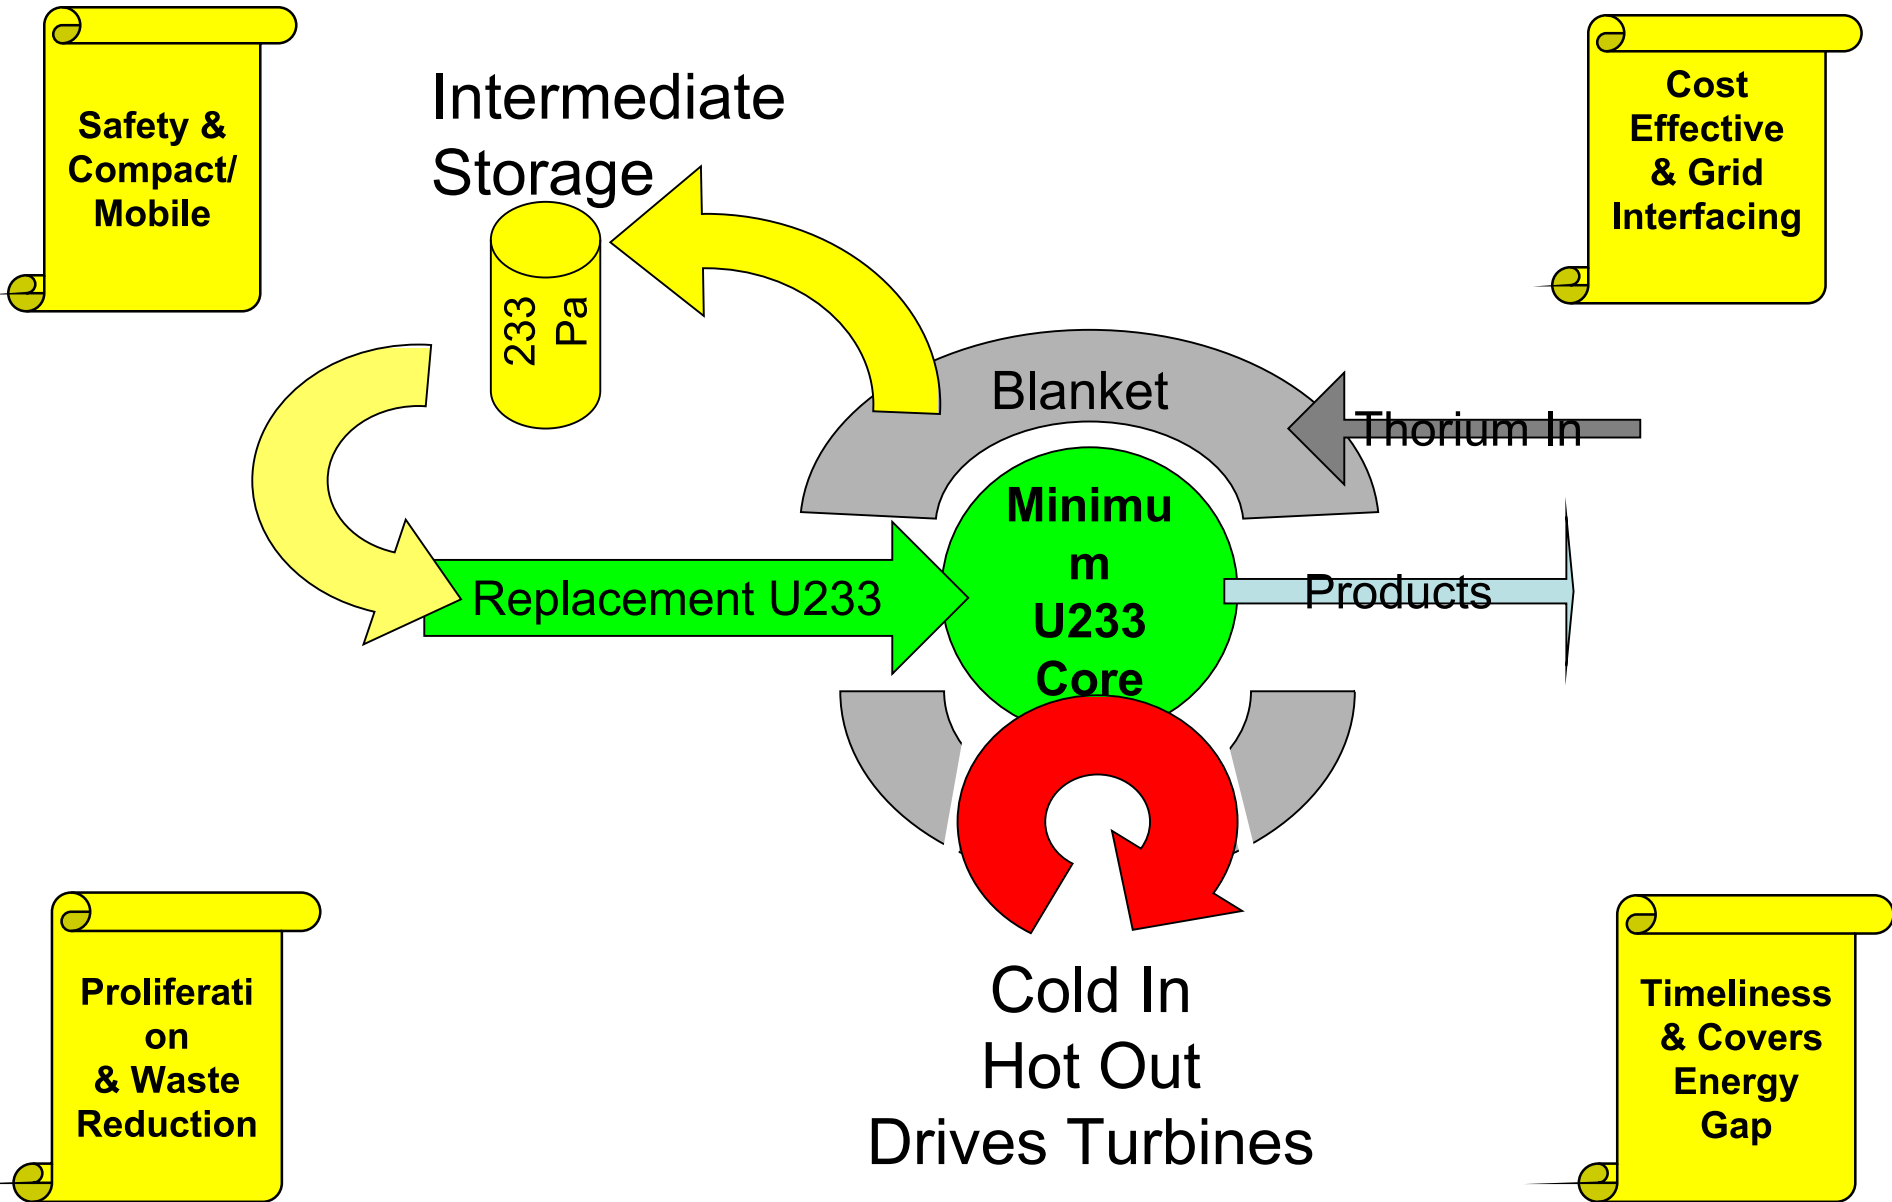 Safety &
Compact/
Mobile
Intermediate
Storage
Cost
Effective
& Grid
Interfacing
233
Pa
Blanket
Thorium In
Minimu
m
U233
Core
Replacement U233
Products
Cold In
Hot Out
Drives Turbines
Proliferati
on
& Waste
Reduction
Timeliness
& Covers
Energy
Gap